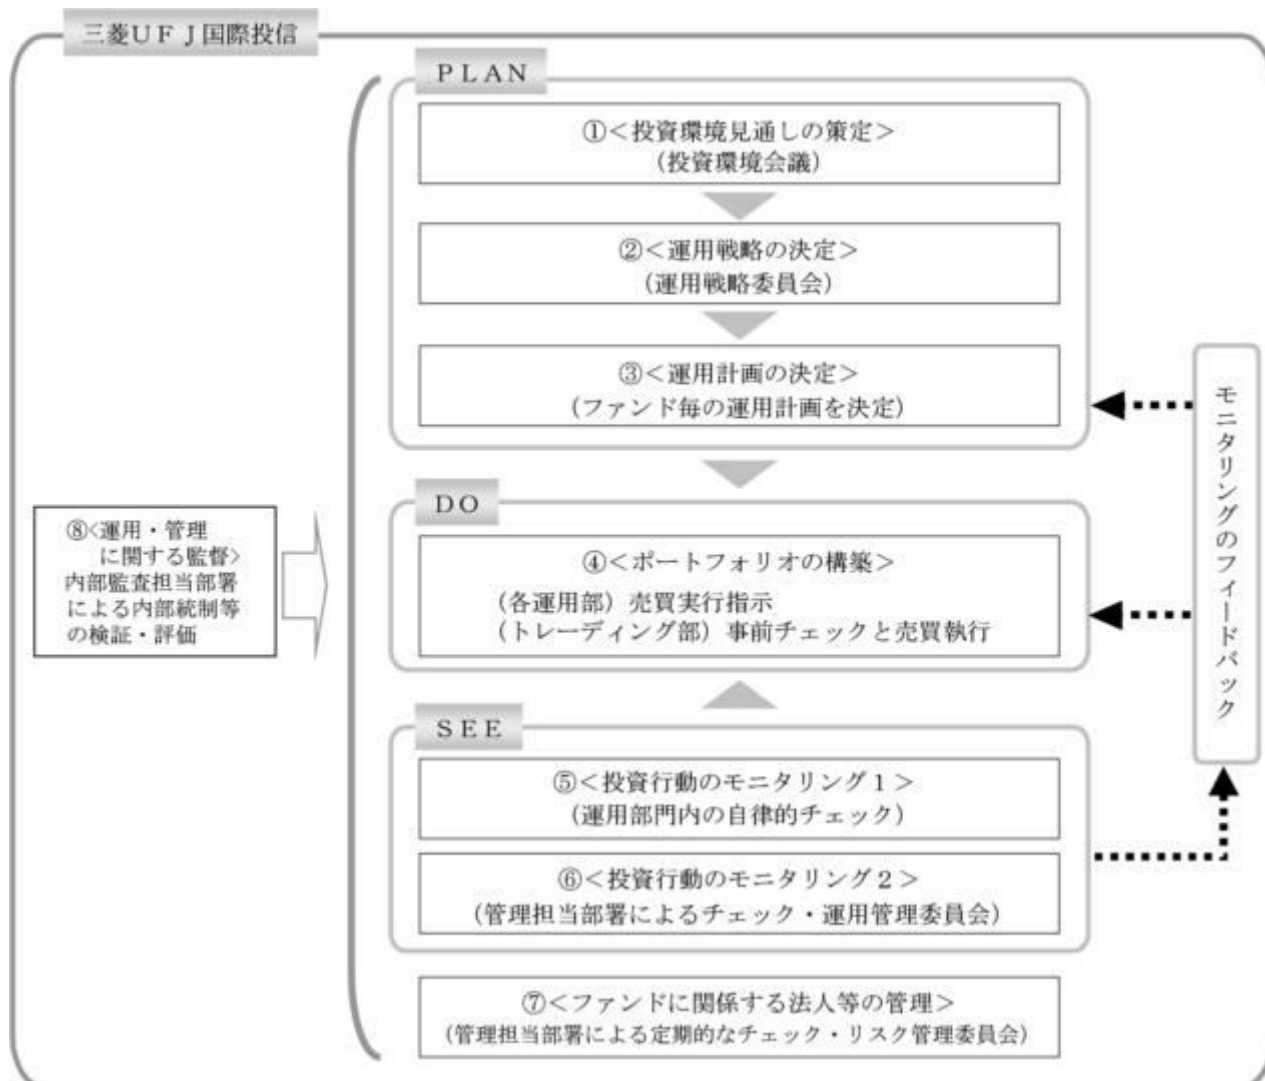 三菱ＵＦＪ国際投信
ＰＬＡＮ
①＜投資環境見通しの策定＞
（投資環境会議）
②＜運用戦略の決定＞
（運用戦略委員会）
③＜運用計画の決定＞
（ファンド毎の運用計画を決定）
ＤＯ
④＜ポートフォリオの構築＞
（各運用部）売買実行指示
（トレーディング部）事前チェックと売買執行
ＳＥＥ
⑤＜投資行動のモニタリング１＞
（運用部門内の自律的チェック）
⑥＜投資行動のモニタリング２＞
（管理担当部署によるチェック・運用管理委員会）
⑦＜ファンドに関係する法人等の管理＞
（管理担当部署による定期的なチェック・リスク管理委員会）
⑧<運用・管理
に関する監督>
内部監査担当部署
による内部統制等
の検証・評価
モニタリングのフィードバック